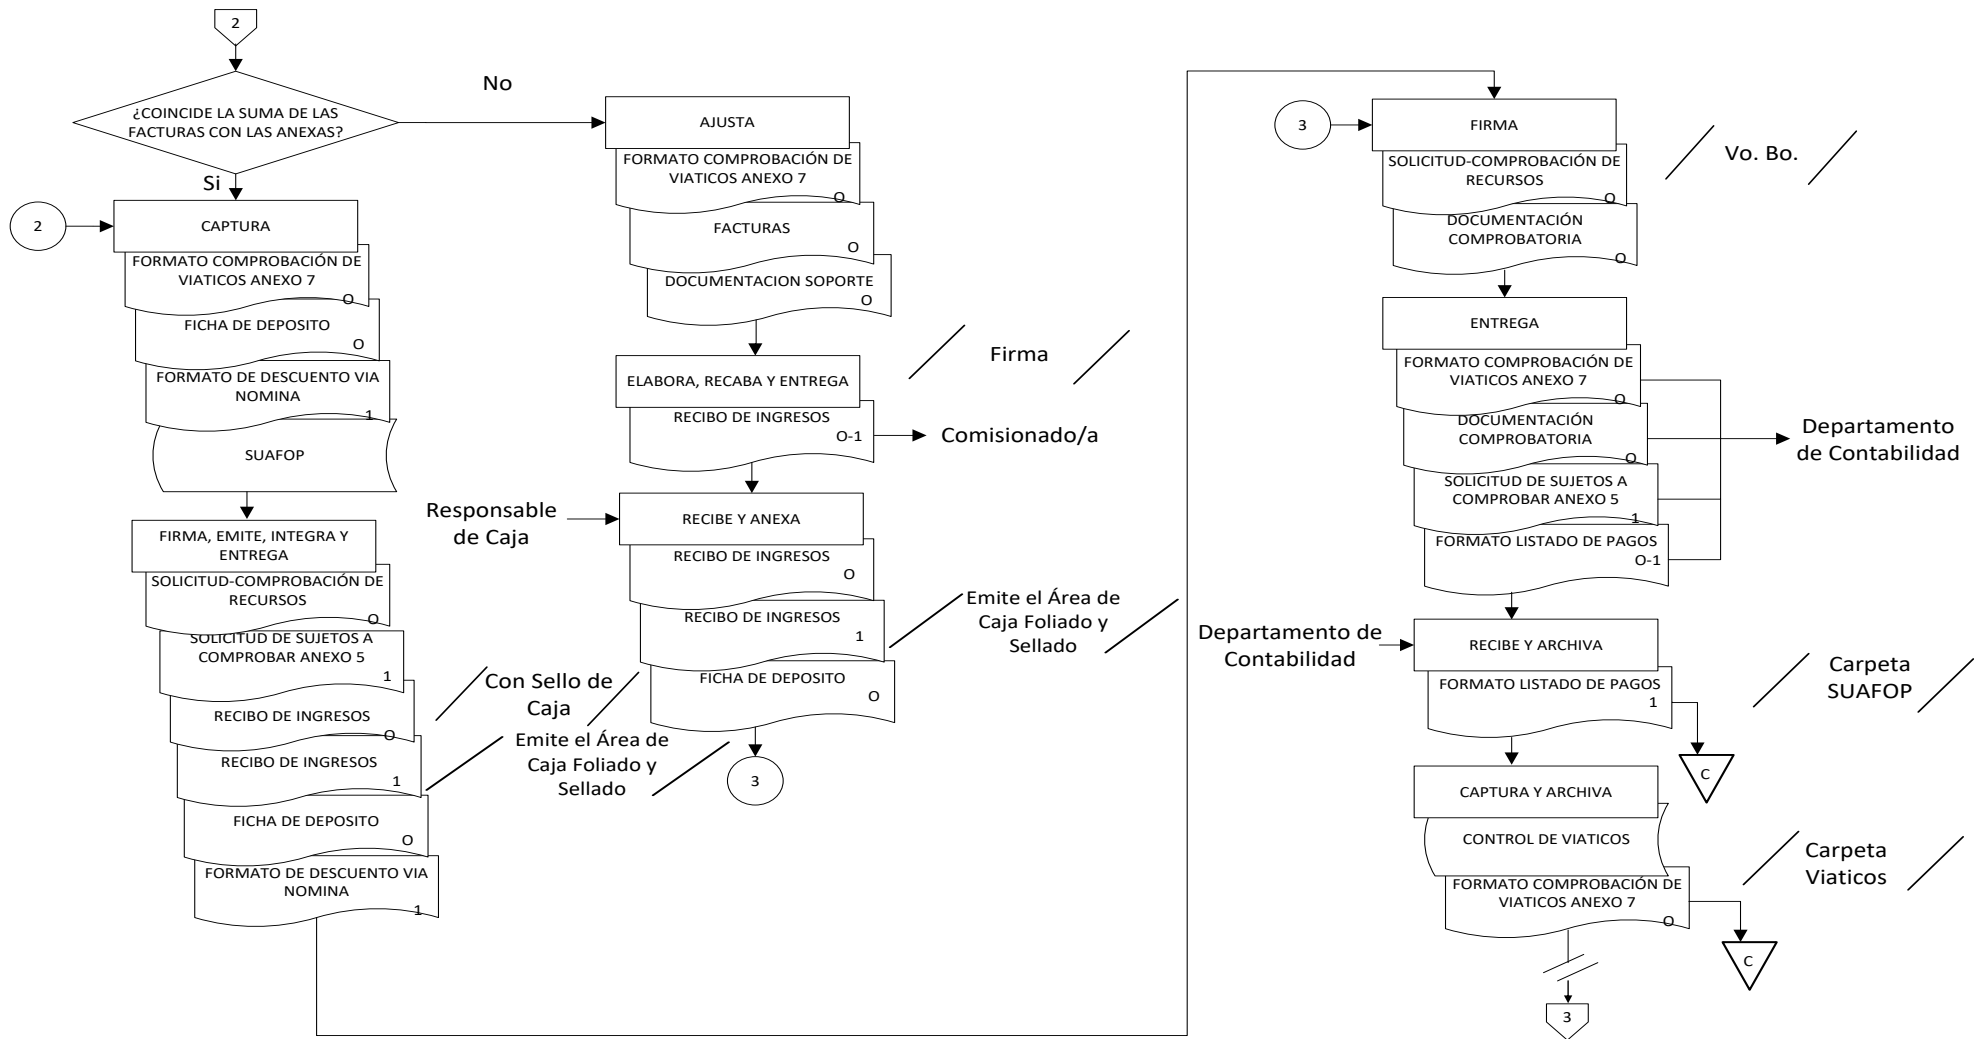 2
¿COINCIDE LA SUMA DE LAS
FACTURAS CON LAS ANEXAS?
No
Si
2
CAPTURA
FORMATO COMPROBACIÓN DE
VIATICOS ANEXO 7
O
FICHA DE DEPOSITO
O
FORMATO DE DESCUENTO VIA
NOMINA
1
SUAFOP
FIRMA, EMITE, INTEGRA Y
ENTREGA
SOLICITUD-COMPROBACIÓN DE
RECURSOS
O
SOLICITUD DE SUJETOS A
COMPROBAR ANEXO 5
1
RECIBO DE INGRESOS
O
Con Sello de
Caja
RECIBO DE INGRESOS
1
Emite el Área de
Caja Foliado y
Sellado
FICHA DE DEPOSITO
O
FORMATO DE DESCUENTO VIA
NOMINA
1
AJUSTA
FORMATO COMPROBACIÓN DE
VIATICOS ANEXO 7
O
FACTURAS
O
DOCUMENTACION SOPORTE
O
ELABORA, RECABA Y ENTREGA
Firma
RECIBO DE INGRESOS
O-1
Comisionado/a
Responsable
de Caja
RECIBE Y ANEXA
RECIBO DE INGRESOS
O
RECIBO DE INGRESOS
1
Emite el Área de
Caja Foliado y
Sellado
FICHA DE DEPOSITO
O
3
3
FIRMA
Vo. Bo.
SOLICITUD-COMPROBACIÓN DE
RECURSOS
O
DOCUMENTACIÓN
COMPROBATORIA
O
ENTREGA
FORMATO COMPROBACIÓN DE
VIATICOS ANEXO 7
O
DOCUMENTACIÓN
COMPROBATORIA
O
Departamento
de Contabilidad
SOLICITUD DE SUJETOS A
COMPROBAR ANEXO 5
1
FORMATO LISTADO DE PAGOS
O-1
Departamento de
Contabilidad
RECIBE Y ARCHIVA
FORMATO LISTADO DE PAGOS
1
Carpeta
SUAFOP
C
CAPTURA Y ARCHIVA
CONTROL DE VIATICOS
Carpeta
Viaticos
FORMATO COMPROBACIÓN DE
VIATICOS ANEXO 7
O
C
3